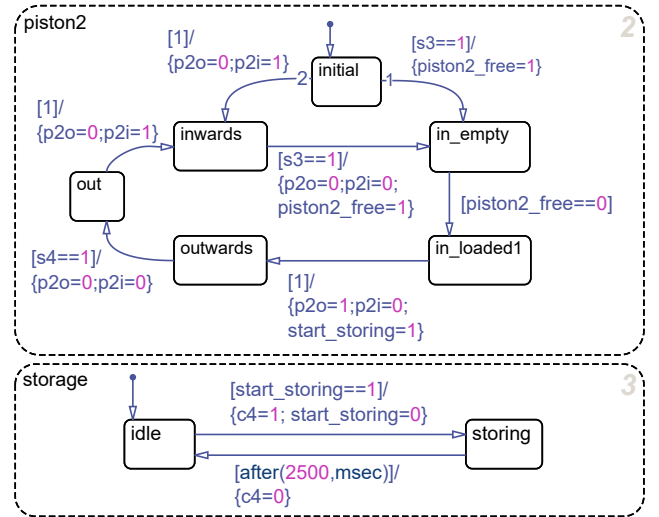 piston2
2
[1]/
{p2o=0;p2i=1}
2
initial
1
[s3==1]/
{piston2_free=1}
[1]/
{p2o=0;p2i=1}
inwards
in_empty
[s3==1]/
{p2o=0;p2i=0;
piston2_free=1}
out
[piston2_free==0]
[s4==1]/
{p2o=0;p2i=0}
outwards
in_loaded1
[1]/
{p2o=1;p2i=0;
start_storing=1}
storage
3
[start_storing==1]/
{c4=1; start_storing=0}
idle
storing
[after(2500,msec)]/
{c4=0}